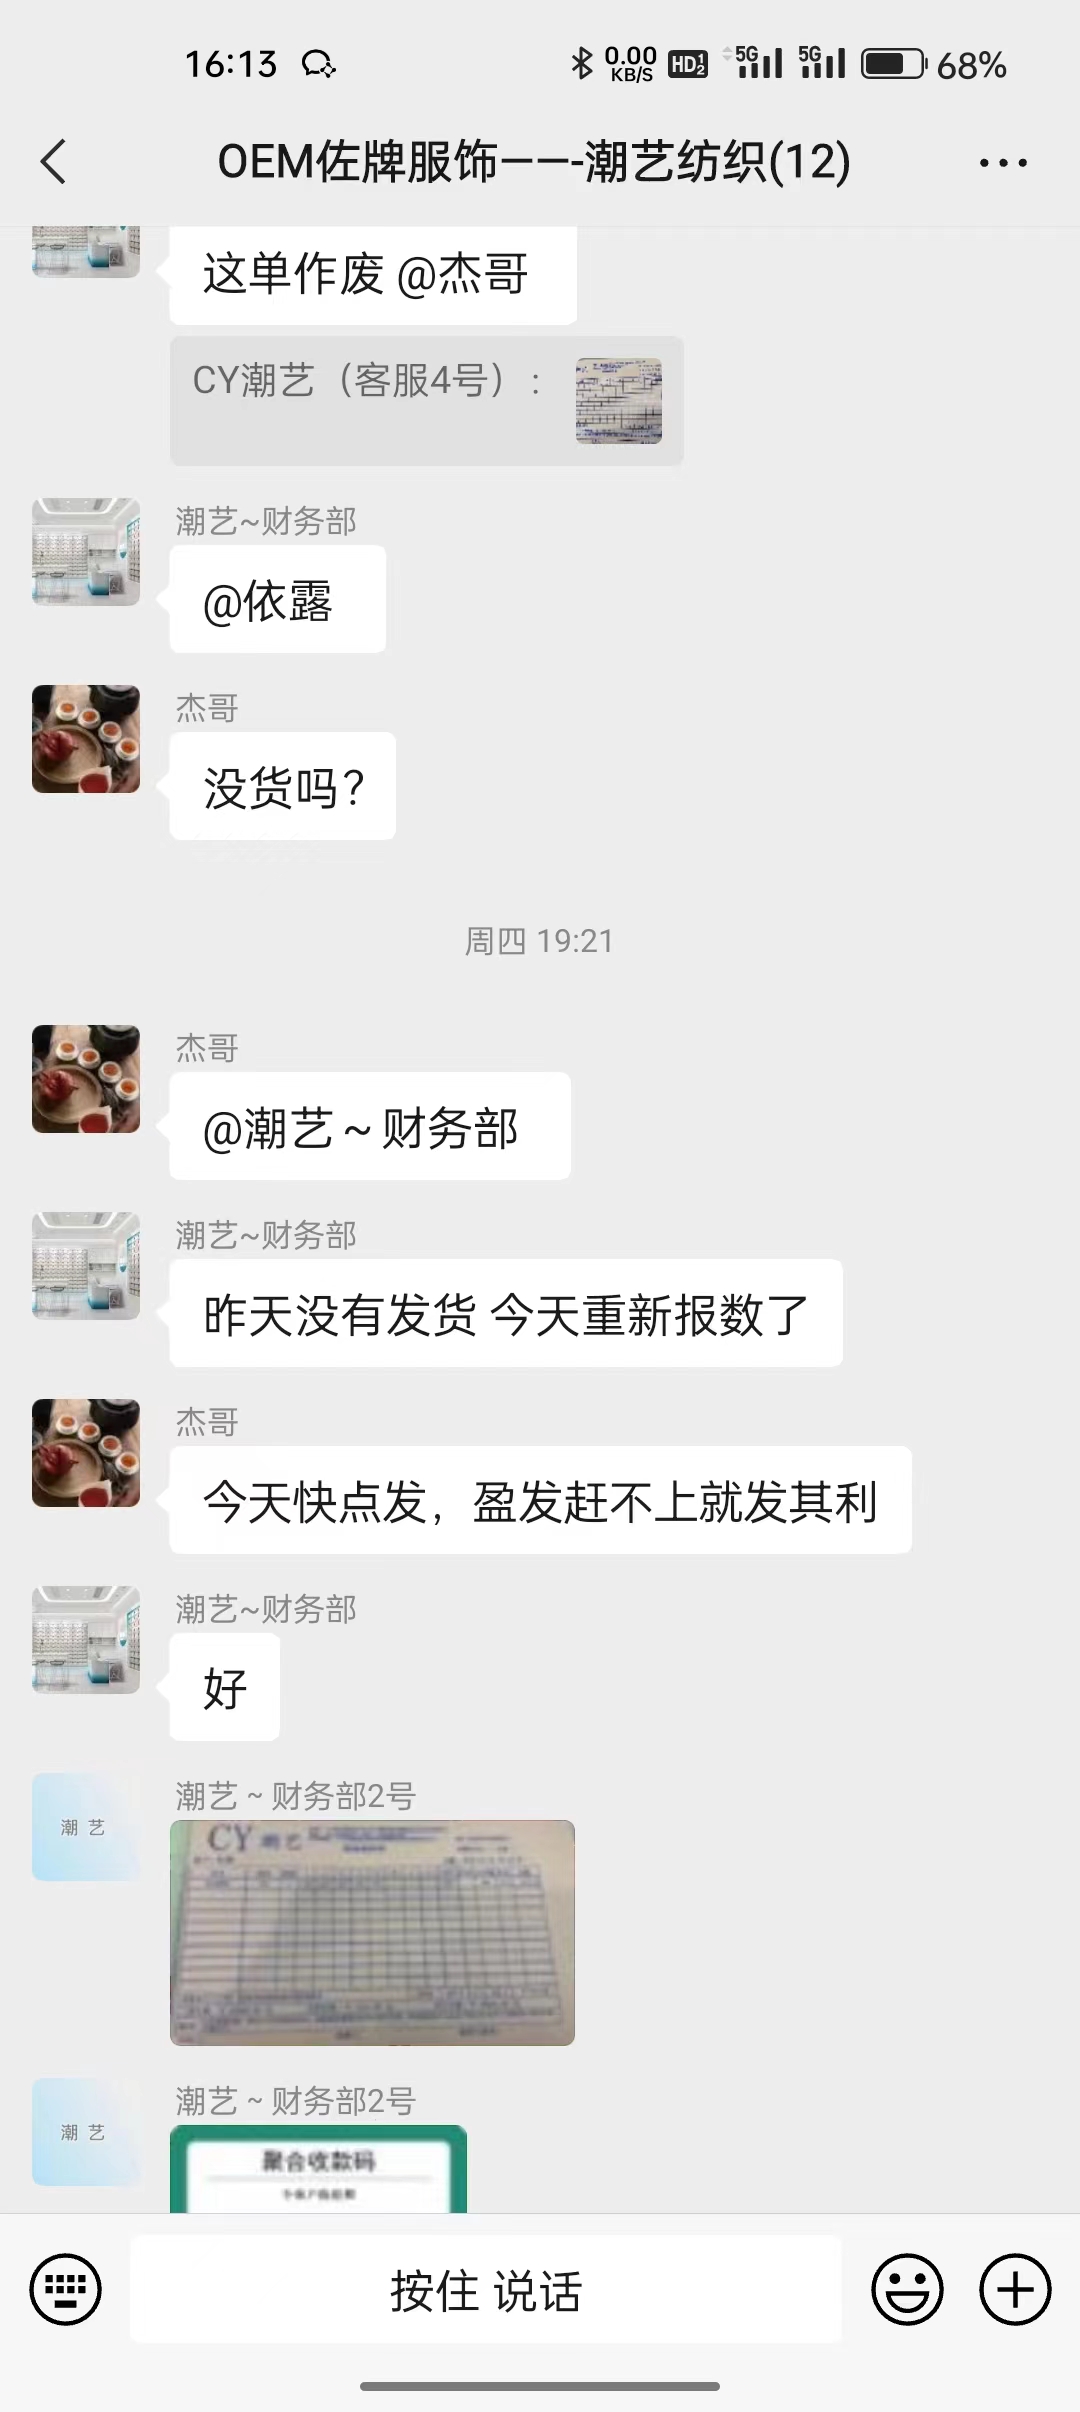 16:13
0.00
KB/S
HD 1 2
5G
5G
68%
OEM佐牌服饰一一-潮艺纺织(12)
这单作废 @杰哥
CY潮艺（客服4号）：
潮艺~财务部
@依露
杰哥
没货吗？
周四 19:21
杰哥
@潮艺 ~ 财务部
潮艺~财务部
昨天没有发货 今天重新报数了
杰哥
今天快点发，盈发赶不上就发其利
潮艺~财务部
好
潮艺 ~ 财务部2号
潮 艺
CY 潮艺
潮艺 ~ 财务部2号
潮 艺
聚合收款码
按住 说话